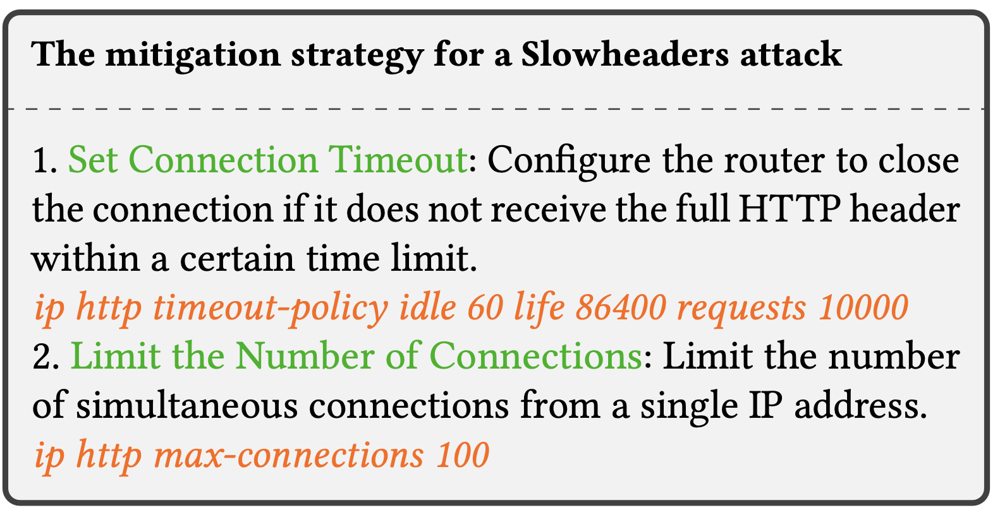 The mitigation strategy for a Slowheaders attack
1. Set Connection Timeout: Configure the router to close
the connection if it does not receive the full HTTP header
within a certain time limit.
ip http timeout-policy idle 60 life 86400 requests 10000
2. Limit the Number of Connections: Limit the number
of simultaneous connections from a single IP address.
ip http max-connections 100